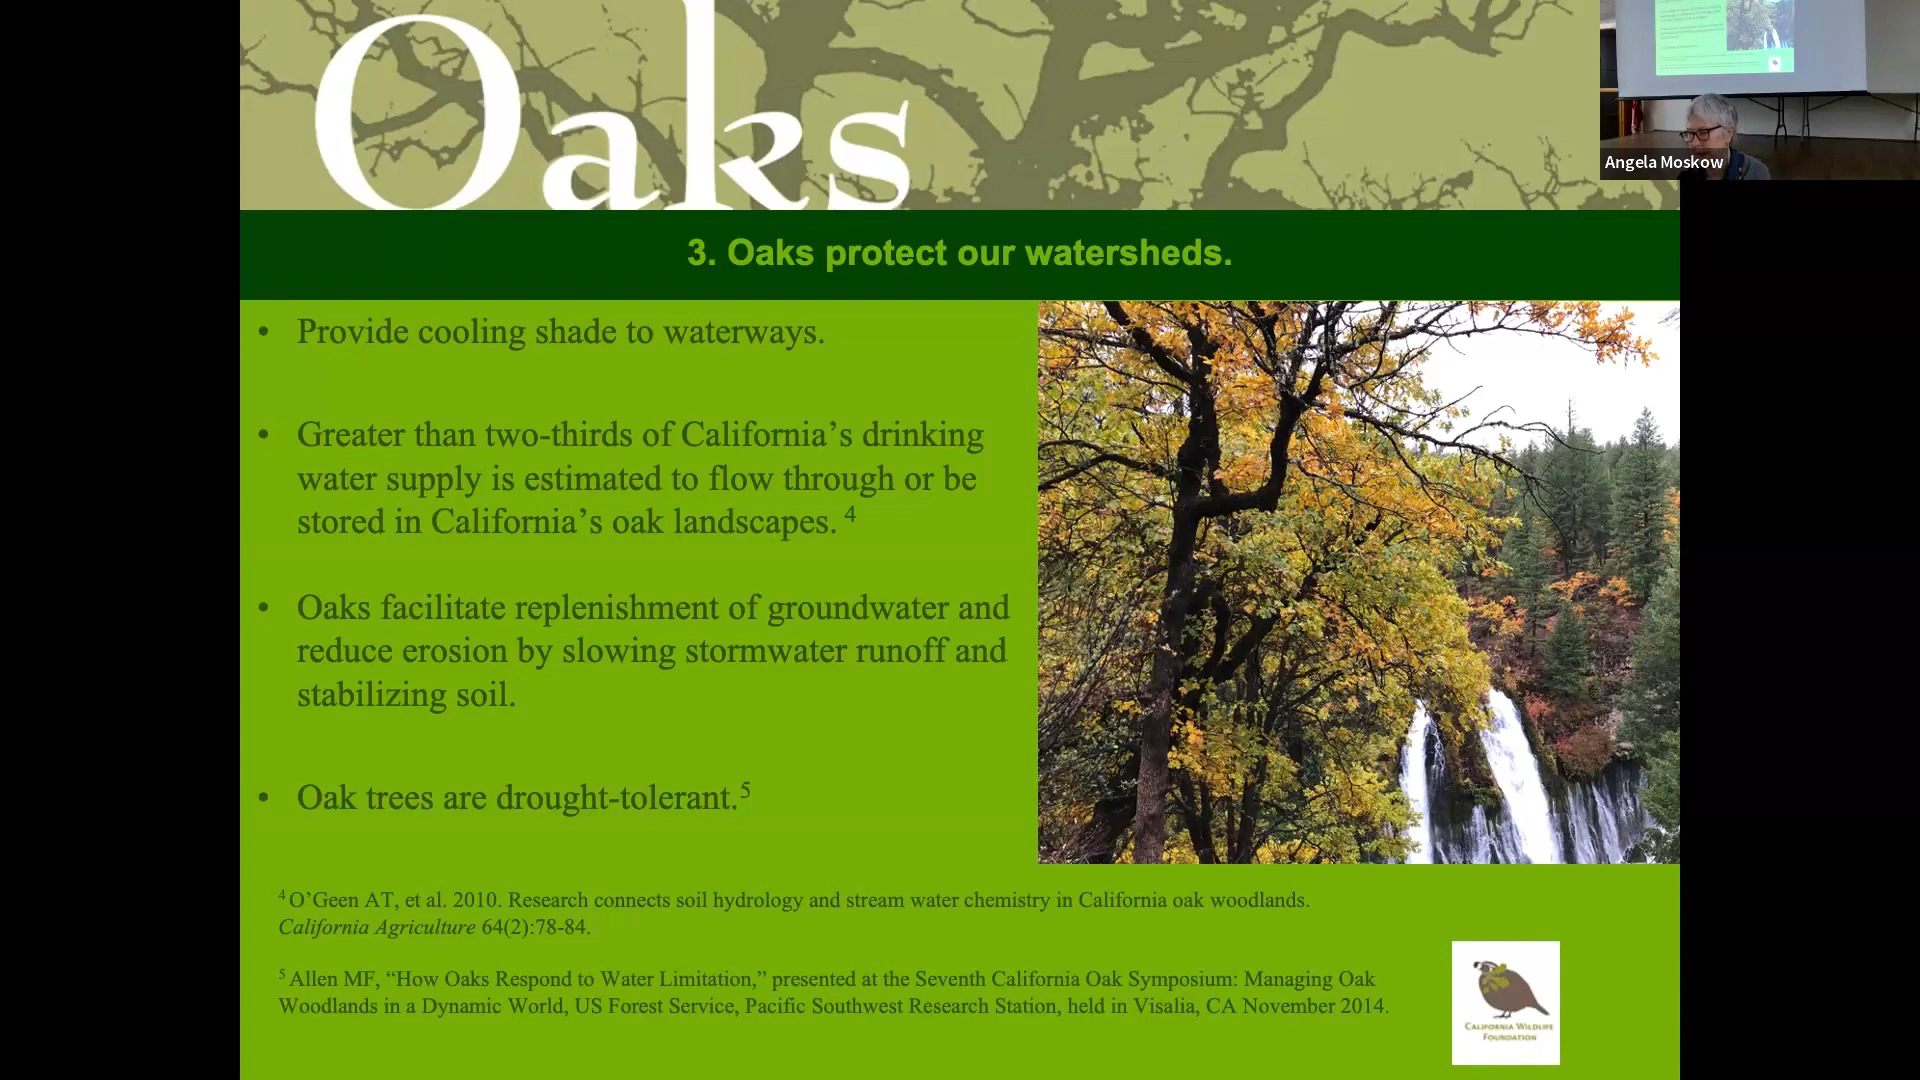 Oaks
Angela Moskow
3. Oaks protect our watersheds.
• Provide cooling shade to waterways.
• Greater than two-thirds of California’s drinking
water supply is estimated to flow through or be
stored in California’s oak landscapes. 4
• Oaks facilitate replenishment of groundwater and
reduce erosion by slowing stormwater runoff and
stabilizing soil.
• Oak trees are drought-tolerant.5
4 O’Geen AT, et al. 2010. Research connects soil hydrology and stream water chemistry in California oak woodlands.
California Agriculture 64(2):78-84.
5 Allen MF, “How Oaks Respond to Water Limitation,” presented at the Seventh California Oak Symposium: Managing Oak
Woodlands in a Dynamic World, US Forest Service, Pacific Southwest Research Station, held in Visalia, CA November 2014.
CALIFORNIA WILDLIFE
FOUNDATION